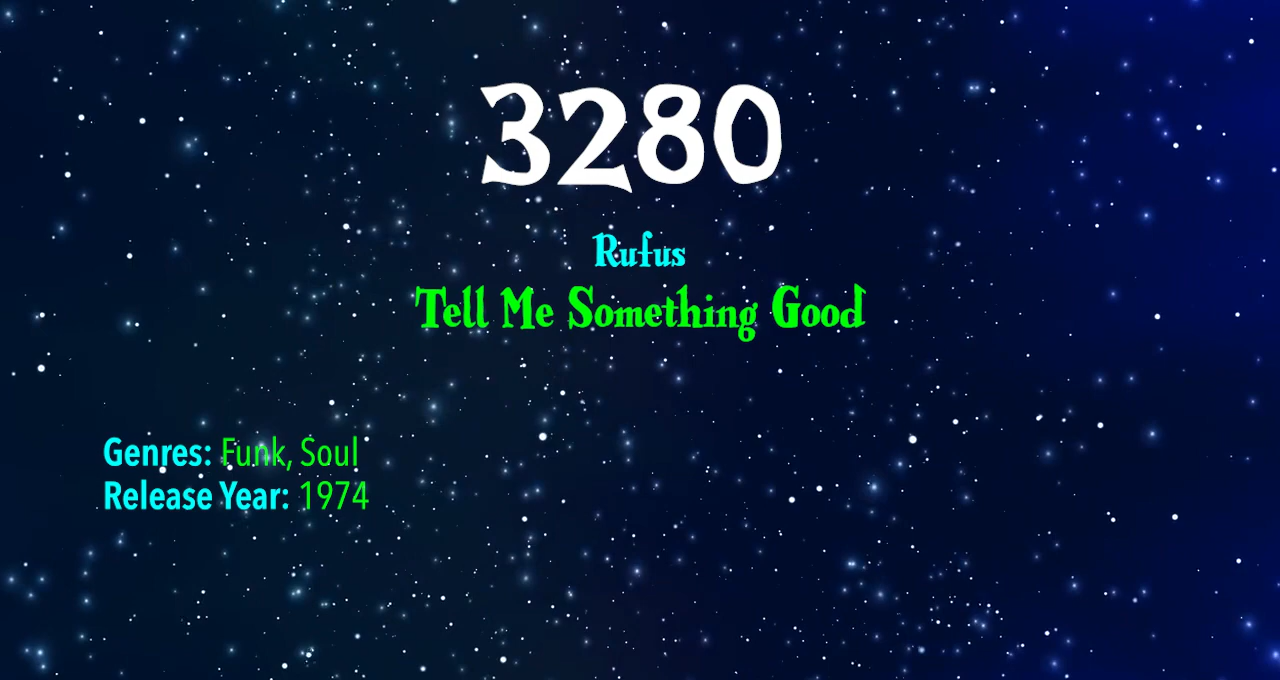 3280
Rufus
Tell Me Something Good
Genres: Funk, Soul
Release Year: 1974